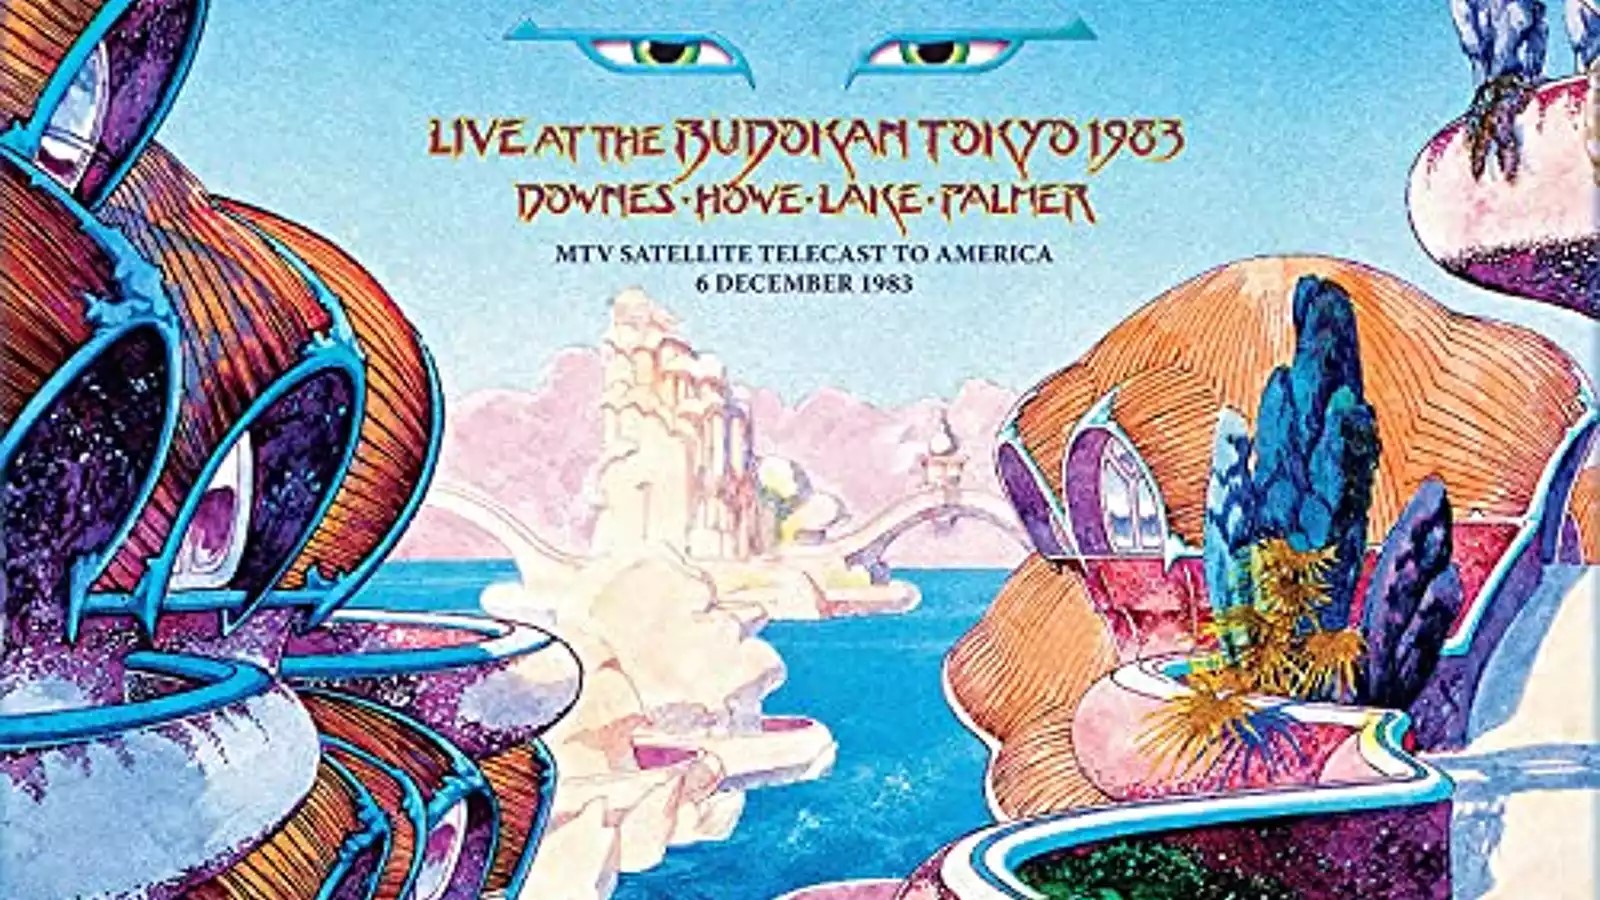 LIVE AT THE BUDOKAN TOKYO 1983
DOWNES · HOWE · LAKE · PALMER
MTV SATELLITE TELECAST TO AMERICA
6 DECEMBER 1983